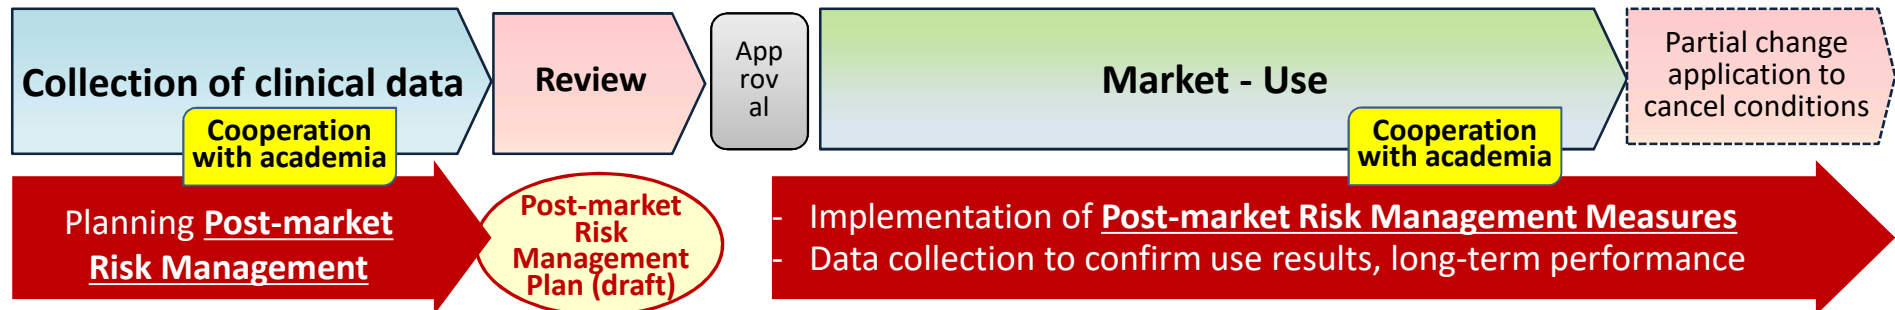 Collection of clinical data
Cooperation
with academia
Review
App
rov
al
Market - Use
Cooperation
with academia
Partial change
application to
cancel conditions
Planning Post-market
Risk Management
Post-market
Risk
Management
Plan (draft)
- Implementation of Post-market Risk Management Measures
- Data collection to confirm use results, long-term performance